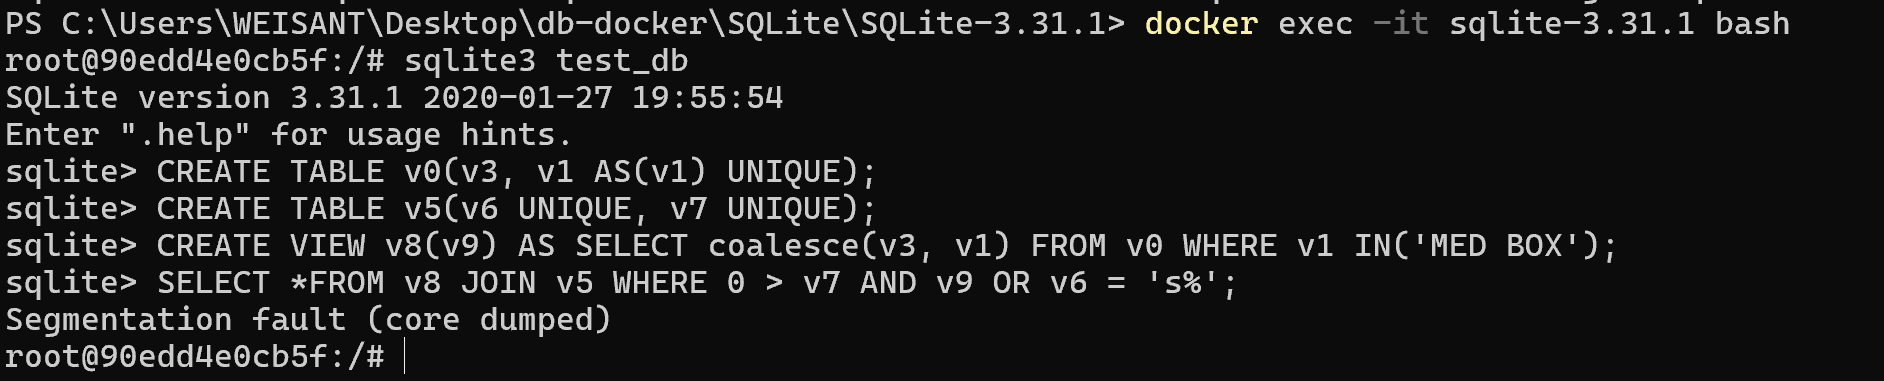 PS C:\Users\WEISANT\Desktop\db-docker\SQLite\SQLite-3.31.1> docker exec -it sqlite-3.31.1 bash
root@90edd4e0cb5f:/# sqlite3 test_db
SQLite version 3.31.1 2020-01-27 19:55:54
Enter ".help" for usage hints.
sqlite> CREATE TABLE v0(v3, v1 AS(v1) UNIQUE);
sqlite> CREATE TABLE v5(v6 UNIQUE, v7 UNIQUE);
sqlite> CREATE VIEW v8(v9) AS SELECT coalesce(v3, v1) FROM v0 WHERE v1 IN('MED BOX');
sqlite> SELECT *FROM v8 JOIN v5 WHERE 0 > v7 AND v9 OR v6 = 's%';
Segmentation fault (core dumped)
root@90edd4e0cb5f:/#